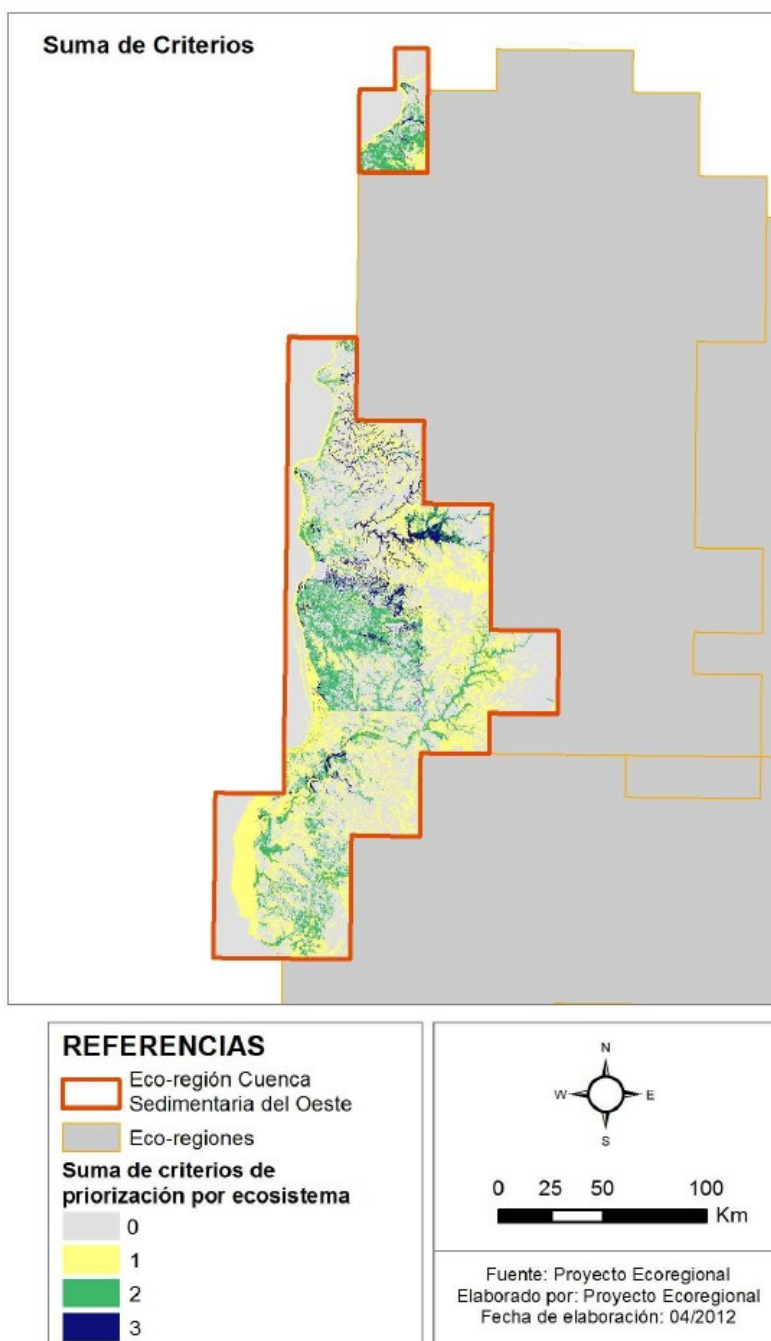 Suma de Criterios
REFERENCIAS
Eco-región Cuenca
Sedimentaria del Oeste
Eco-regiones
Suma de criterios de
priorización por ecosistema
0
1
2
3
N
W
E
S
0 25 50 100
Km
Fuente: Proyecto Ecoregional
Elaborado por: Proyecto Ecoregional
Fecha de elaboración: 04/2012